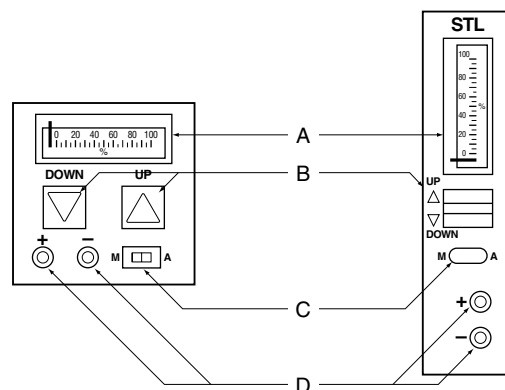 0 20 40 60 80 100
%
DOWN UP
+ −
M A
A
B
C
D
STL
100
80
60
%
40
20
0
UP
DOWN
M A
+
−